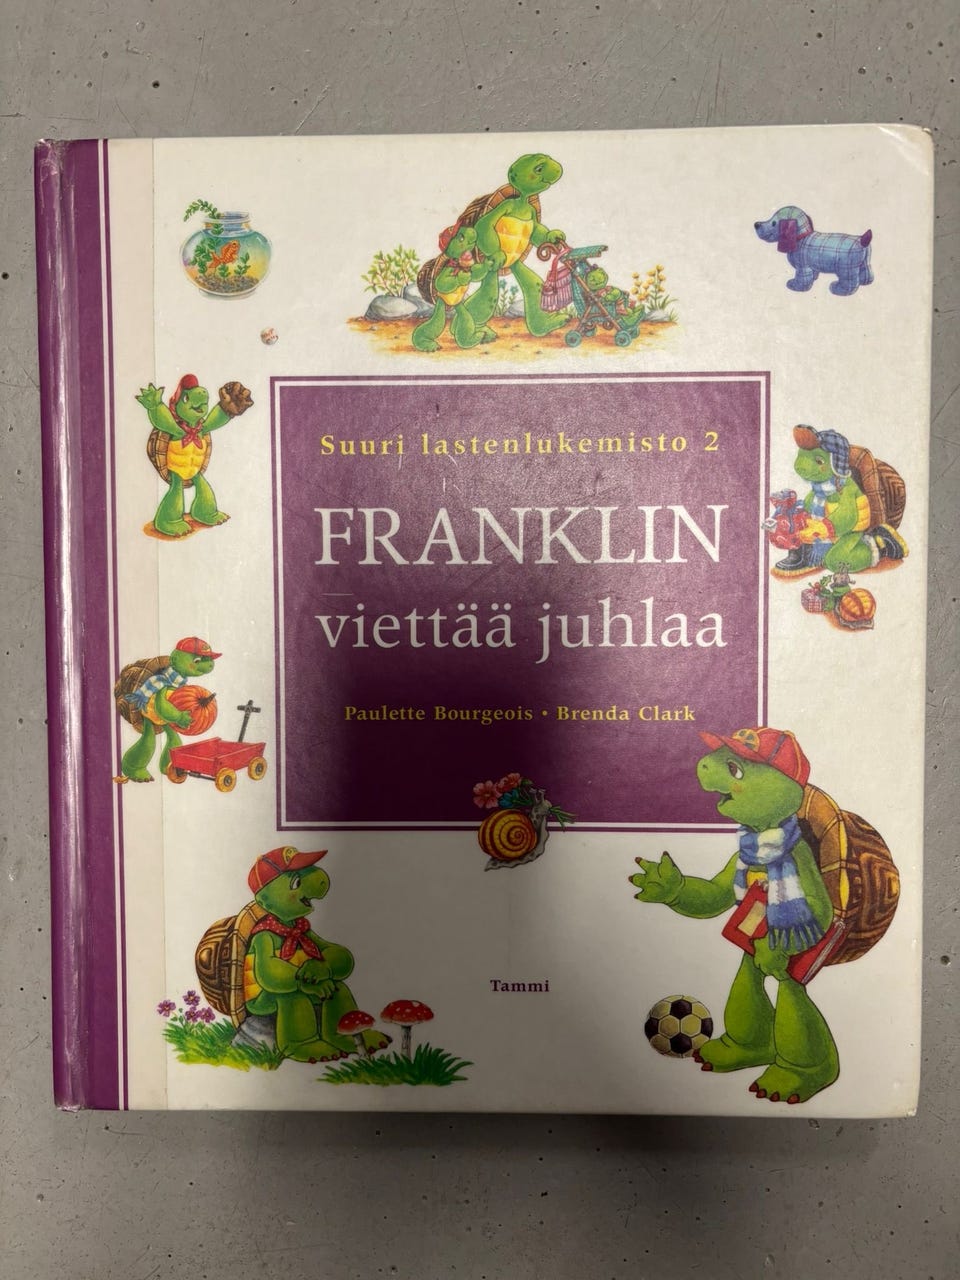 Suuri lastenlukemisto 2
FRANKLIN
viettää juhlaa
Paulette Bourgeois • Brenda Clark
Tammi